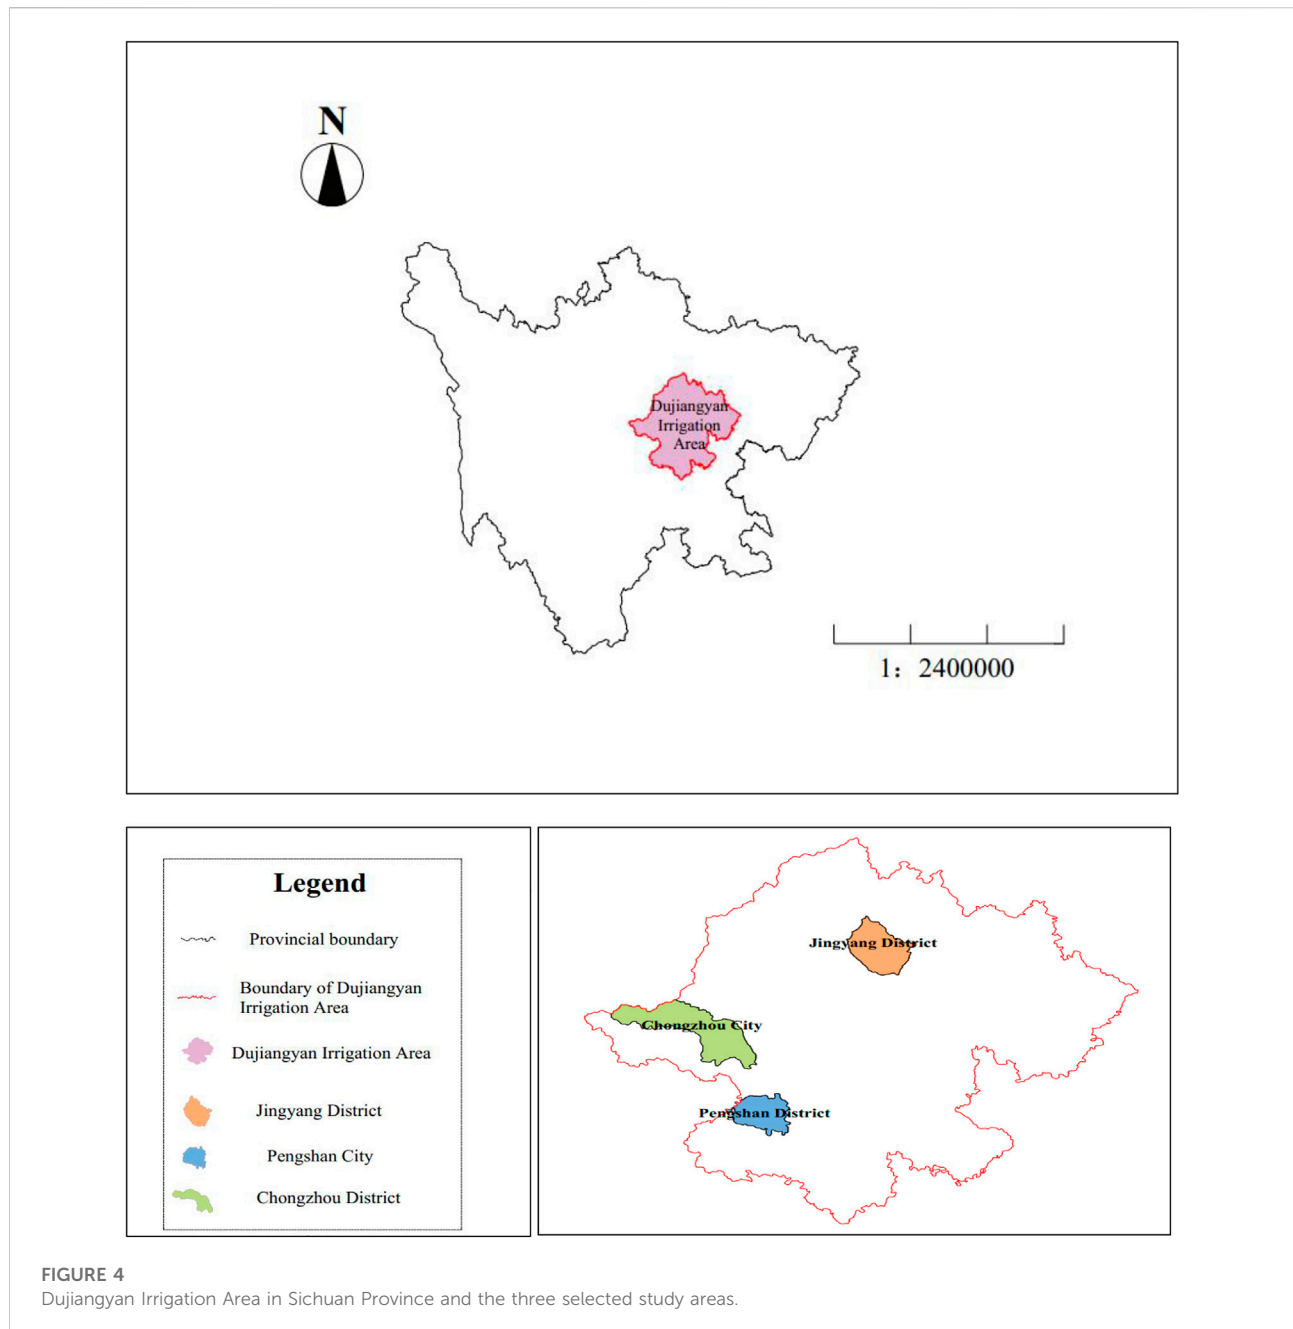 N
Dujiangyan
Irrigation
Area
1: 2400000
Legend
Provincial boundary
Boundary of Dujiangyan
Irrigation Area
Dujiangyan Irrigation Area
Jingyang District
Pengshan City
Chongzhou District
Jingyang District
Chongzhou City
Pengshan District
FIGURE 4
Dujiangyan Irrigation Area in Sichuan Province and the three selected study areas.